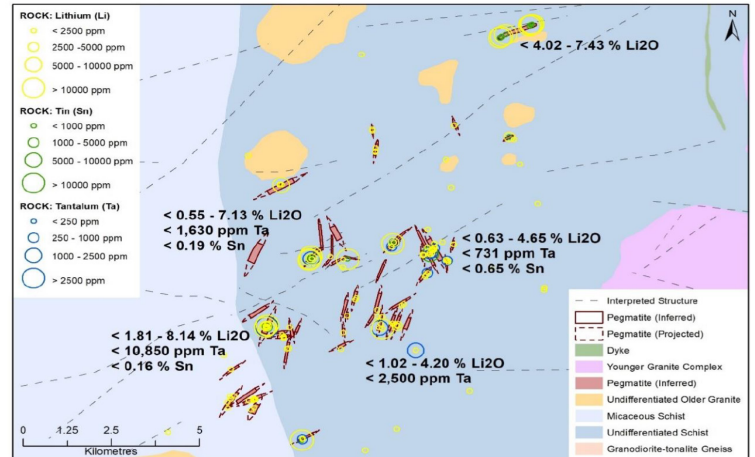 ROCK: Lithium (Li)
< 2500 ppm
2500 -5000 ppm
5000 - 10000 ppm
> 10000 ppm
ROCK: Tin (Sn)
< 1000 ppm
1000 - 5000 ppm
5000 - 10000 ppm
> 10000 ppm
ROCK: Tantalum (Ta)
< 250 ppm
250 - 1000 ppm
1000 - 2500 ppm
> 2500 ppm
N
< 4.02 - 7.43 % Li2O
< 0.55 - 7.13 % Li2O
< 1,630 ppm Ta
< 0.19 % Sn
< 0.63 - 4.65 % Li2O
< 731 ppm Ta
< 0.65 % Sn
< 1.81 - 8.14 % Li2O
< 10,850 ppm Ta
< 0.16 % Sn
< 1.02 - 4.20 % Li2O
< 2,500 ppm Ta
0 1.25 2.5 5
Kilometres
Interpreted Structure
Pegmatite (Inferred)
Pegmatite (Projected)
Dyke
Younger Granite Complex
Pegmatite (Inferred)
Undifferentiated Older Granite
Micaceous Schist
Undifferentiated Schist
Granodiorite-tonalite Gneiss